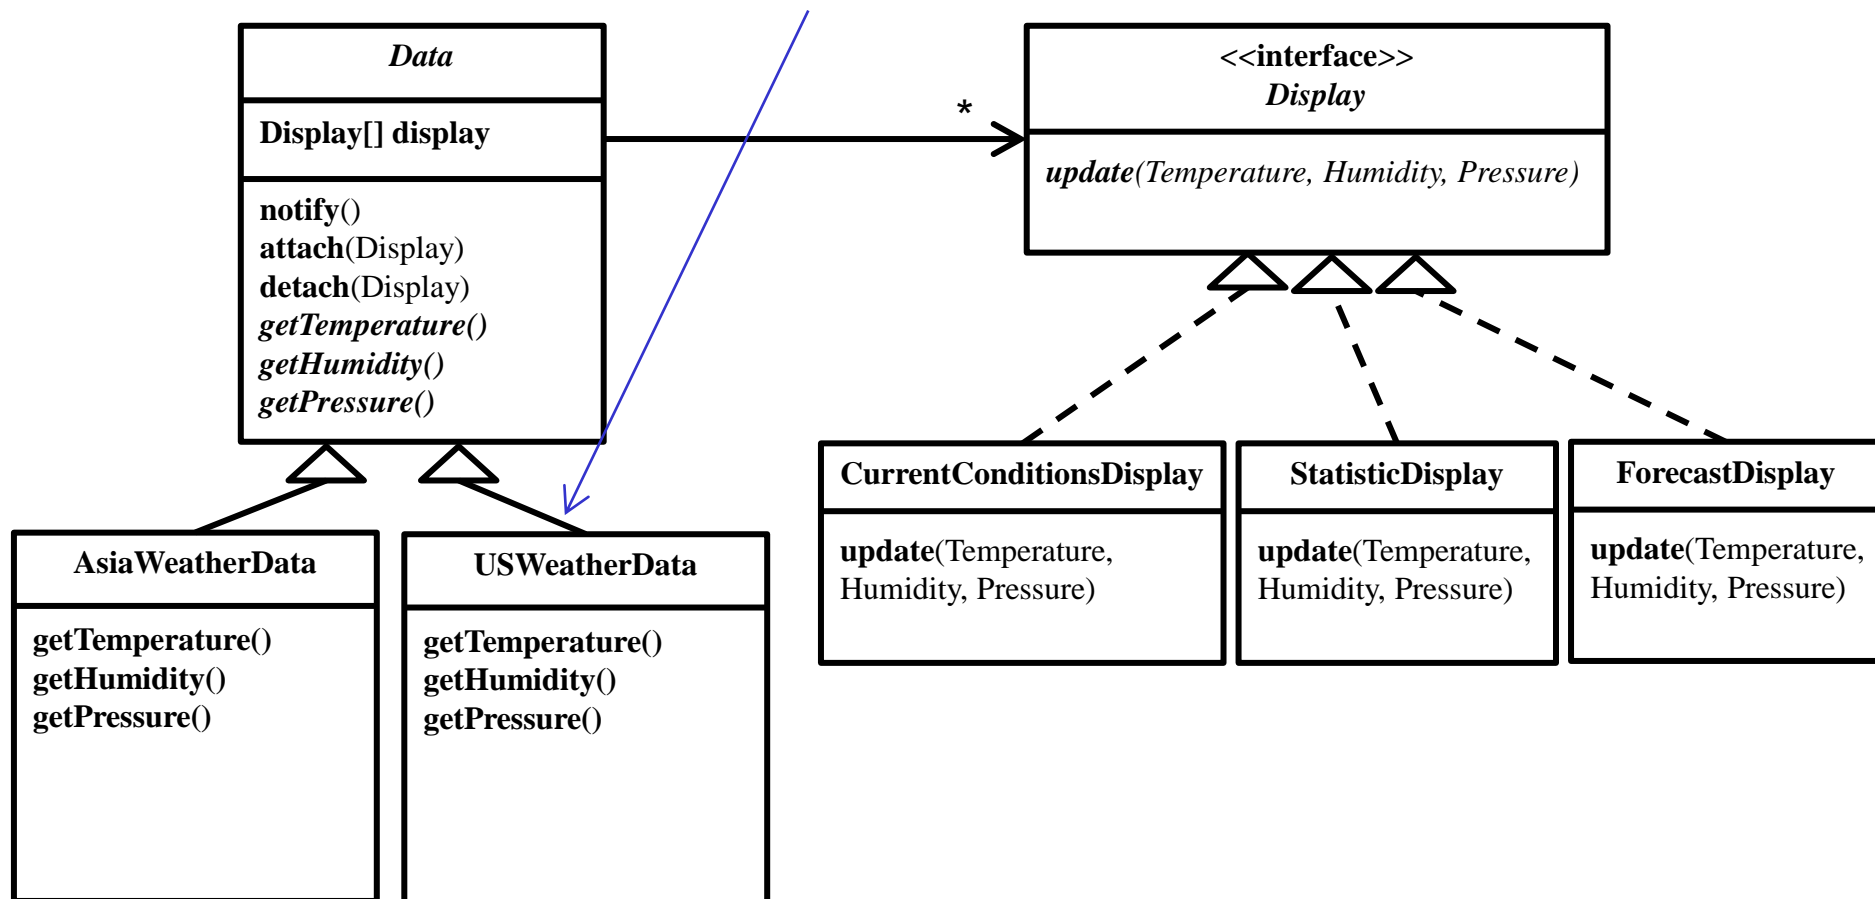 Data
Display[] display
notify()
attach(Display)
detach(Display)
getTemperature()
getHumidity()
getPressure()
*
<<interface>>
Display
update(Temperature, Humidity, Pressure)
AsiaWeatherData
getTemperature()
getHumidity()
getPressure()
USWeatherData
getTemperature()
getHumidity()
getPressure()
CurrentConditionsDisplay
update(Temperature,
Humidity, Pressure)
StatisticDisplay
update(Temperature,
Humidity, Pressure)
ForecastDisplay
update(Temperature,
Humidity, Pressure)